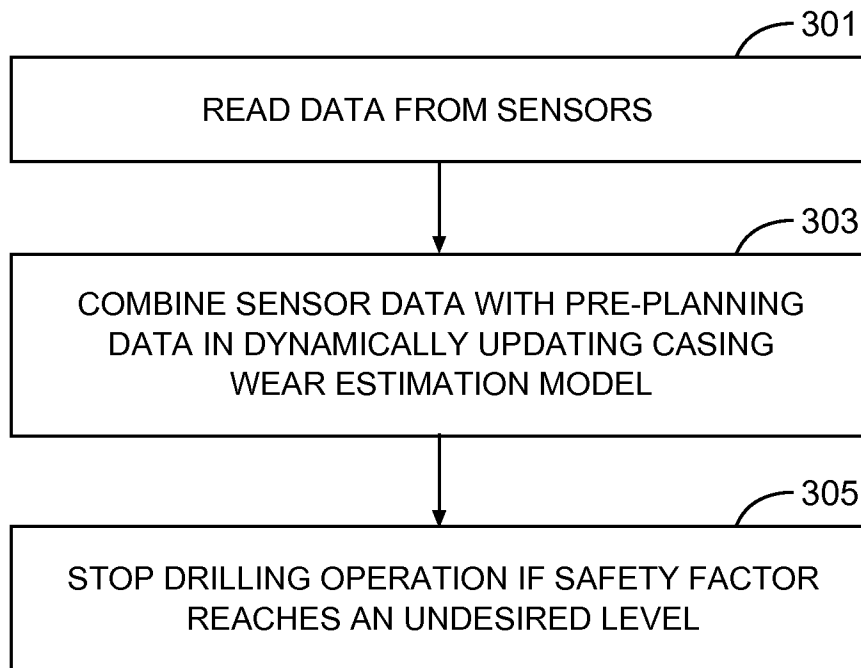 301
READ DATA FROM SENSORS
303
COMBINE SENSOR DATA WITH PRE-PLANNING
DATA IN DYNAMICALLY UPDATING CASING
WEAR ESTIMATION MODEL
305
STOP DRILLING OPERATION IF SAFETY FACTOR
REACHES AN UNDESIRED LEVEL